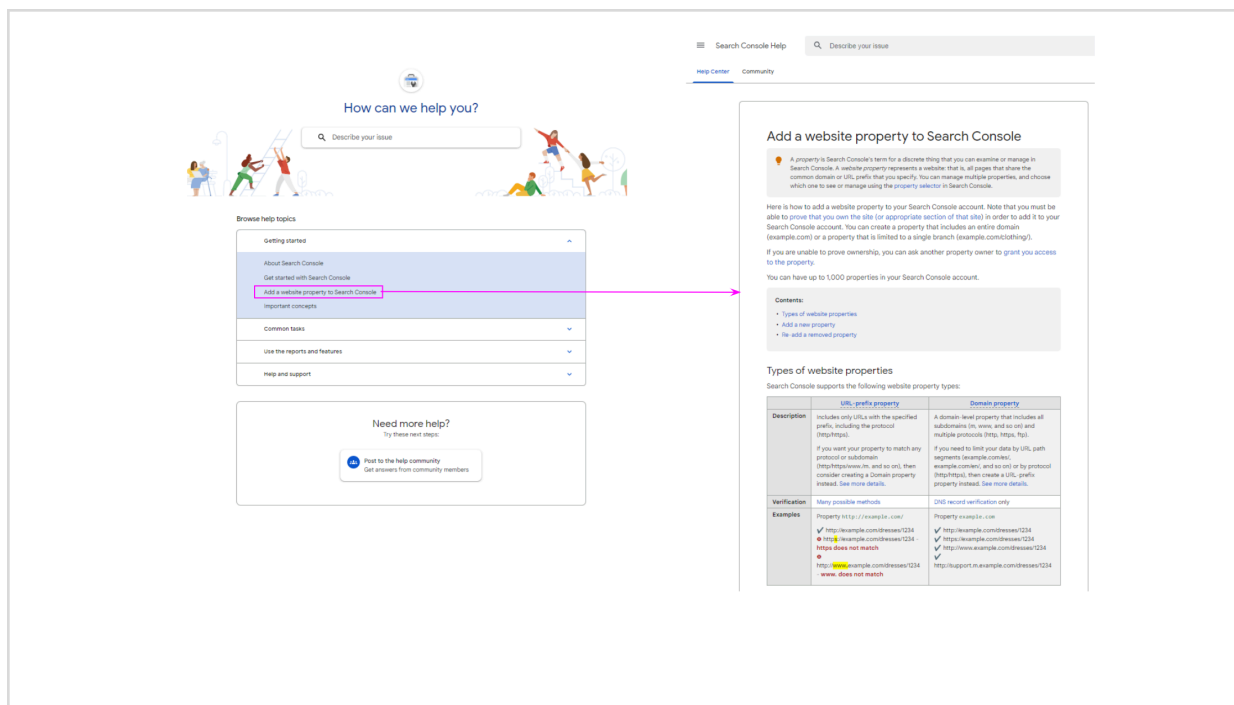 How can we help you?
Describe your issue
Browse help topics
Getting started
About Search Console
Get started with Search Console
Add a website property to Search Console
Important concepts
Common tasks
Use the reports and features
Help and support
Need more help?
Try these next steps:
Post to the help community
Get answers from community members
Search Console Help
Describe your issue
Help Center
Community
Add a website property to Search Console
A property is Search Console's term for a discrete thing that you can examine or manage in
Search Console. A website property represents a website: that is, all pages that share the
common domain or URL prefix that you specify. You can manage multiple properties, and choose
which one to see or manage using the property selector in Search Console.
Here is how to add a website property to your Search Console account. Note that you must be
able to prove that you own the site (or appropriate section of that site) in order to add it to your
Search Console account. You can create a property that includes an entire domain
(example.com) or a property that is limited to a single branch (example.com/clothing/).
If you are unable to prove ownership, you can ask another property owner to grant you access
to the property.
You can have up to 1,000 properties in your Search Console account.
Contents:
• Types of website properties
• Add a new property
• Re-add a removed property
Types of website properties
Search Console supports the following website property types:
URL-prefix property
Domain property
Description
Includes only URLs with the specified
prefix, including the protocol
(http/https).
If you want your property to match any
protocol or subdomain
(http/https/www./m. and so on), then
consider creating a Domain property
instead. See more details.
A domain-level property that includes all
subdomains (m, www, and so on) and
multiple protocols (http, https, ftp).
If you need to limit your data by URL path
segments (example.com/es/,
example.com/en/, and so on) or by protocol
(http/https), then create a URL-prefix
property instead. See more details.
Verification
Many possible methods
DNS record verification only
Examples
Property http://example.com/
✔ http://example.com/dresses/1234
https://example.com/dresses/1234 -
https does not match
http://www.example.com/dresses/1234
- www. does not match
Property example.com
✔ http://example.com/dresses/1234
✔ https://example.com/dresses/1234
✔ http://www.example.com/dresses/1234
✔
http://support.m.example.com/dresses/1234